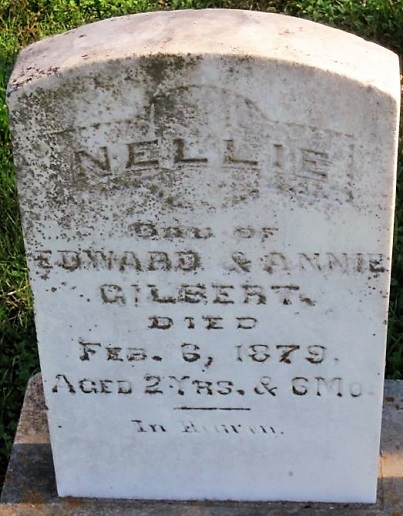 NELLIE
DAU OF
EDWARD & ANNIE
GILBERT.
DIED
FEB. 6, 1879.
AGED 2 YRS. & 6 MO
In Heaven.